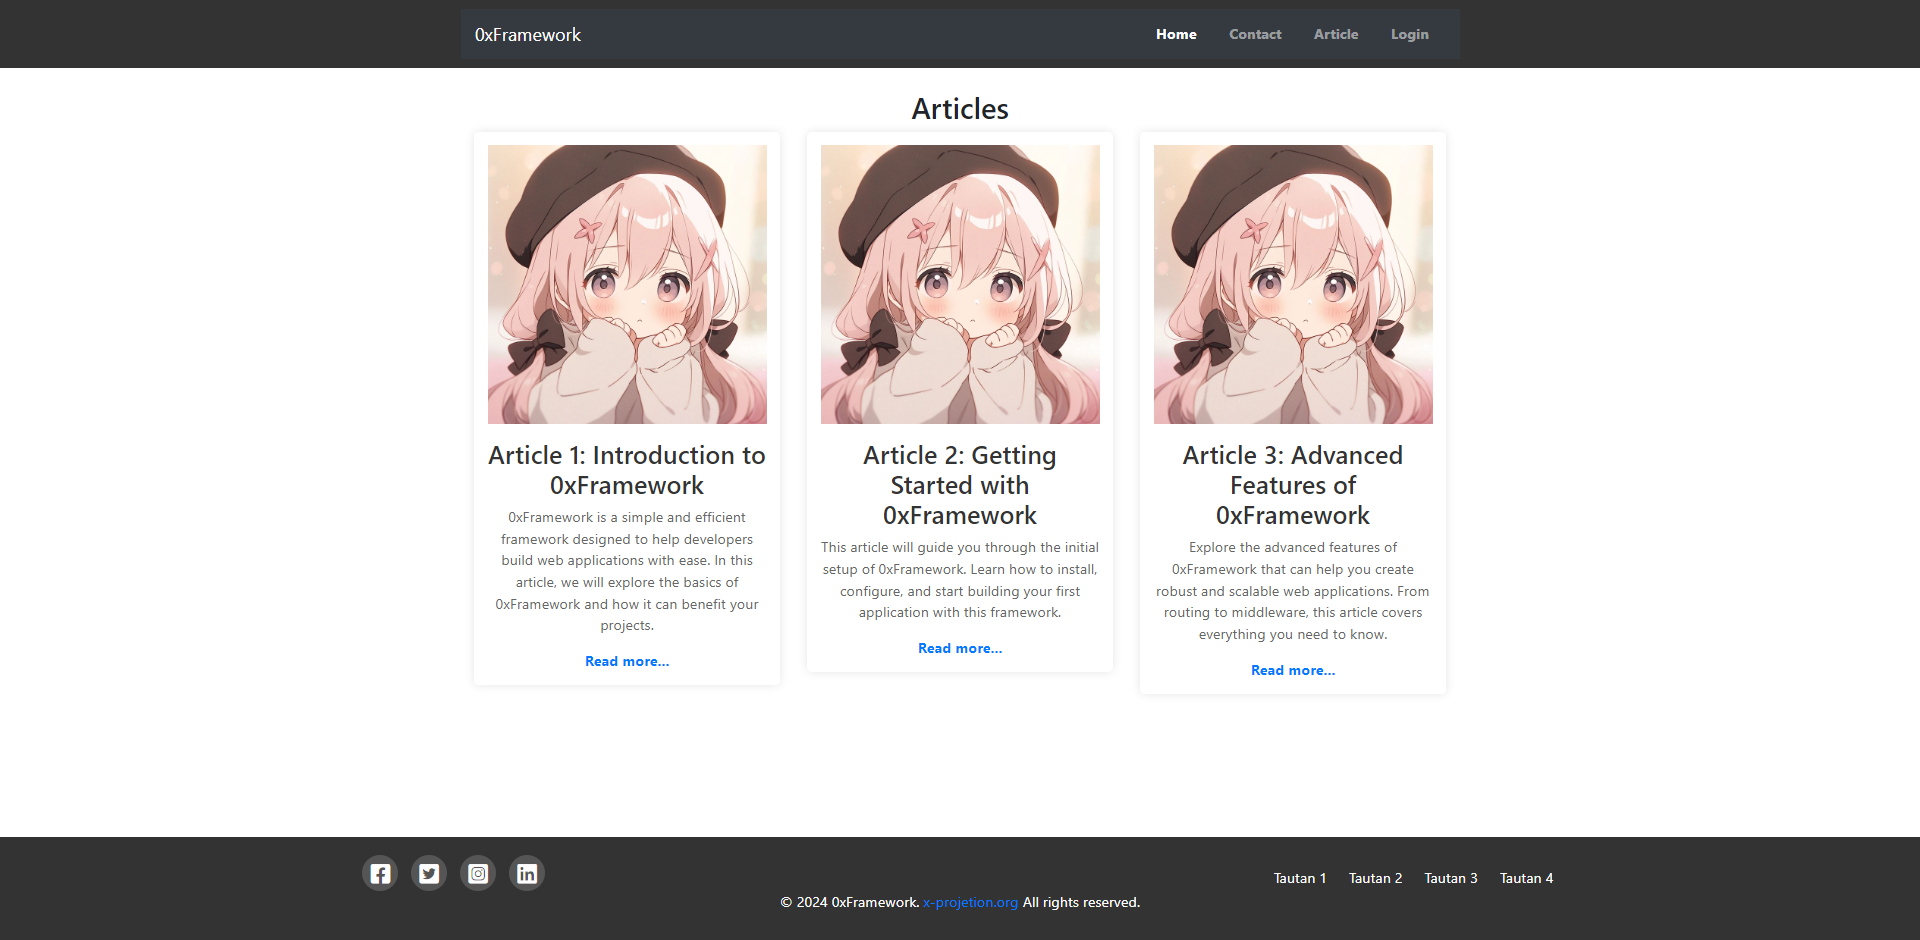 0xFramework
Home Contact Article Login
Articles
Article 1: Introduction to
0xFramework
0xFramework is a simple and efficient
framework designed to help developers
build web applications with ease. In this
article, we will explore the basics of
0xFramework and how it can benefit your
projects.
Read more...
Article 2: Getting
Started with
0xFramework
This article will guide you through the initial
setup of 0xFramework. Learn how to install,
configure, and start building your first
application with this framework.
Read more...
Article 3: Advanced
Features of
0xFramework
Explore the advanced features of
0xFramework that can help you create
robust and scalable web applications. From
routing to middleware, this article covers
everything you need to know.
Read more...
Tautan 1 Tautan 2 Tautan 3 Tautan 4
© 2024 0xFramework. x-projetion.org All rights reserved.